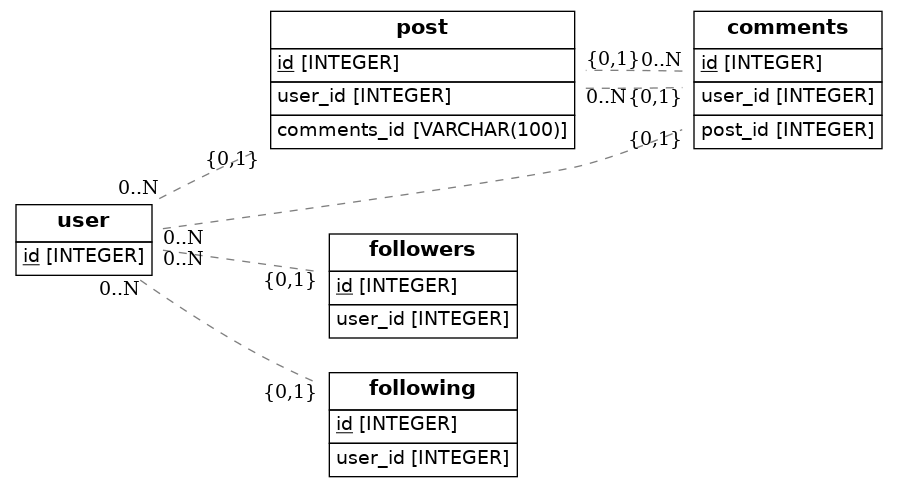 post
id [INTEGER]
user_id [INTEGER]
comments_id [VARCHAR(100)]
comments
id [INTEGER]
user_id [INTEGER]
post_id [INTEGER]
{0,1} 0..N
0..N {0,1}
{0,1}
{0,1}
0..N
user
id [INTEGER]
0..N
0..N
{0,1}
0..N
{0,1}
followers
id [INTEGER]
user_id [INTEGER]
following
id [INTEGER]
user_id [INTEGER]